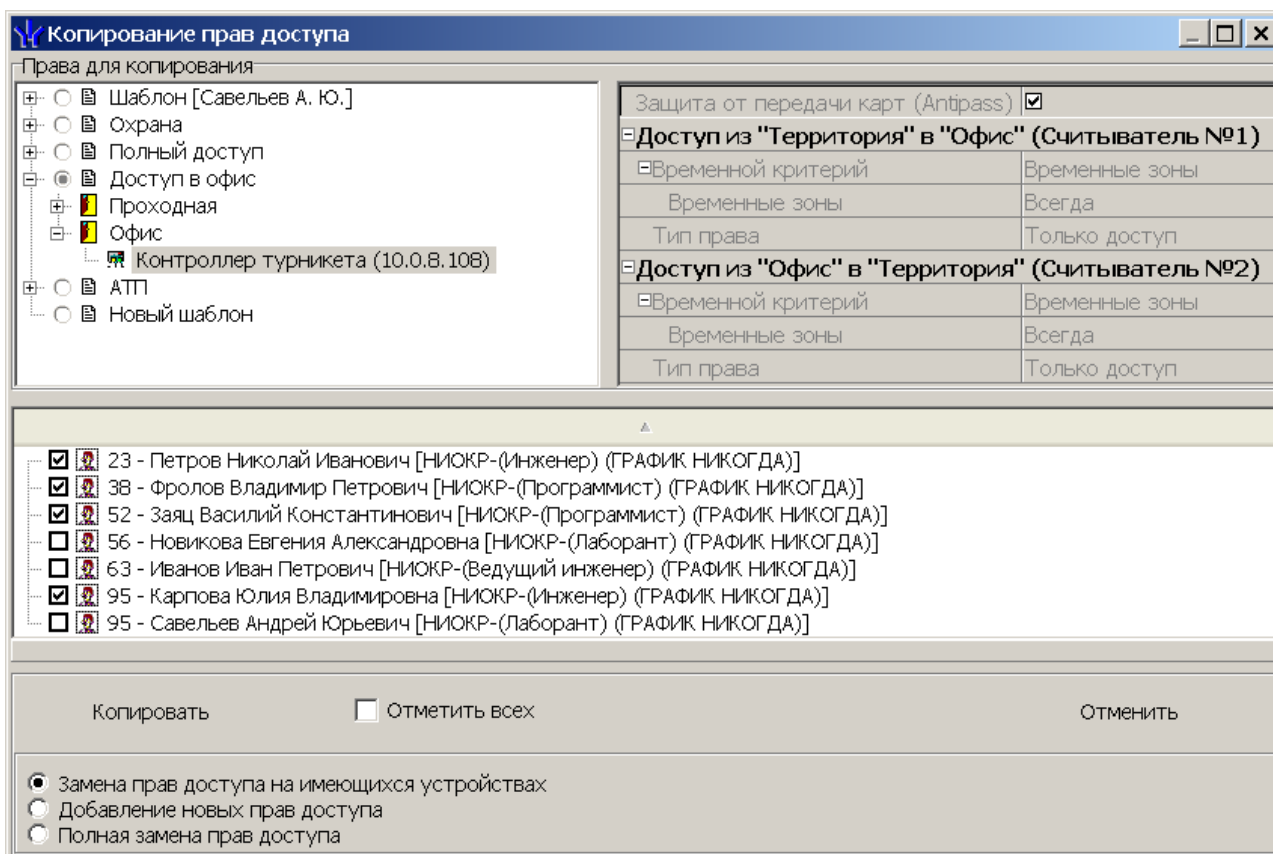 Копирование прав доступа
Права для копирования
Шаблон [Савельев А. Ю.]
Охрана
Полный доступ
Доступ в офис
Проходная
Офис
Контроллер турникета (10.0.8.108)
АТП
Новый шаблон
Защита от передачи карт (Antipass)
Доступ из "Территория" в "Офис" (Считыватель №1)
Временной критерий Временные зоны
Временные зоны Всегда
Тип права Только доступ
Доступ из "Офис" в "Территория" (Считыватель №2)
Временной критерий Временные зоны
Временные зоны Всегда
Тип права Только доступ
23 - Петров Николай Иванович [НИОКР-(Инженер) (ГРАФИК НИКОГДА)]
38 - Фролов Владимир Петрович [НИОКР-(Программист) (ГРАФИК НИКОГДА)]
52 - Заяц Василий Константинович [НИОКР-(Программист) (ГРАФИК НИКОГДА)]
56 - Новикова Евгения Александровна [НИОКР-(Лаборант) (ГРАФИК НИКОГДА)]
63 - Иванов Иван Петрович [НИОКР-(Ведущий инженер) (ГРАФИК НИКОГДА)]
95 - Карпова Юлия Владимировна [НИОКР-(Инженер) (ГРАФИК НИКОГДА)]
95 - Савельев Андрей Юрьевич [НИОКР-(Лаборант) (ГРАФИК НИКОГДА)]
Копировать Отметить всех Отменить
Замена прав доступа на имеющихся устройствах
Добавление новых прав доступа
Полная замена прав доступа